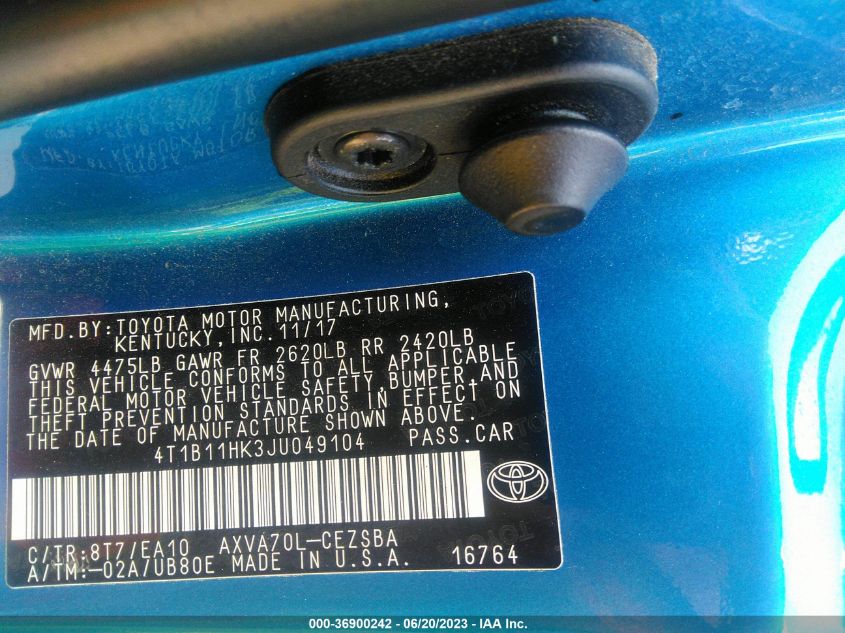 MFD.BY:TOYOTA MOTOR MANUFACTURING,
KENTUCKY,INC.11/17
GVWR 4475LB GAWR FR 2620LB RR 2420LB
THIS VEHICLE CONFORMS TO ALL APPLICABLE
FEDERAL MOTOR VEHICLE SAFETY,BUMPER,AND
THEFT PREVENTION STANDARDS IN EFFECT ON
THE DATE OF MANUFACTURE SHOWN ABOVE.
4T1B11HK3JU049104 PASS.CAR
C/TR:8T7/EA10 AXVA70L-CEZSBA
A/TM:-02A/UB80E MADE IN U.S.A. 16764
000-36900242 - 06/20/2023 - IAA Inc.